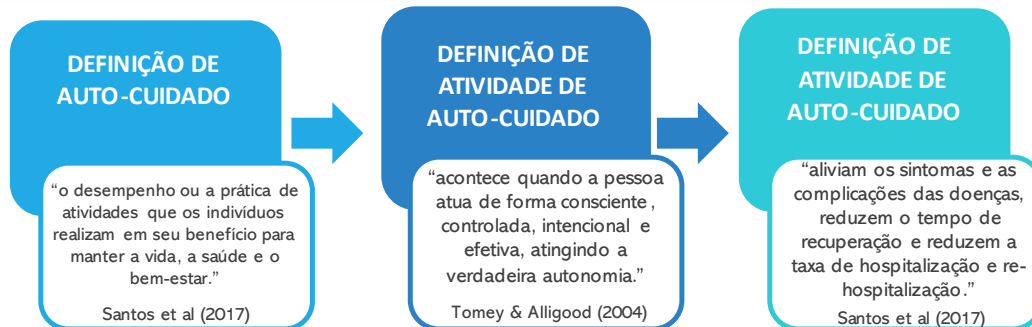 DEFINIÇÃO DE
AUTO-CUIDADO
“o desempenho ou a prática de
atividades que os indivíduos
realizam em seu benefício para
manter a vida, a saúde e o
bem-estar.”
Santos et al (2017)
DEFINIÇÃO DE
ATIVIDADE DE
AUTO-CUIDADO
“acontece quando a pessoa
atua de forma consciente,
controlada, intencional e
efetiva, atingindo a
verdadeira autonomia.”
Tomey & Alligood (2004)
DEFINIÇÃO DE
ATIVIDADE DE
AUTO-CUIDADO
“aliviam os sintomas e as
complicações das doenças,
reduzem o tempo de
recuperação e reduzem a
taxa de hospitalização e re-
hospitalização.”
Santos et al (2017)